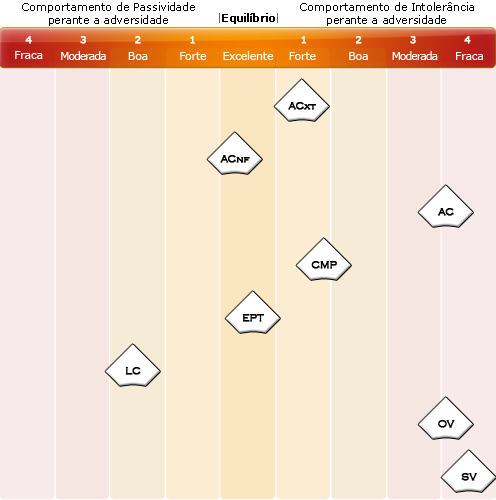 Comportamento de Passividade
perante a adversidade
|Equilíbrio|
Comportamento de Intolerância
perante a adversidade
4 3 2 1 1 2 3 4
Fraca Moderada Boa Forte Excelente Forte Boa Moderada Fraca
ACXT
ACNF
AC
CMP
EPT
LC
OV
SV